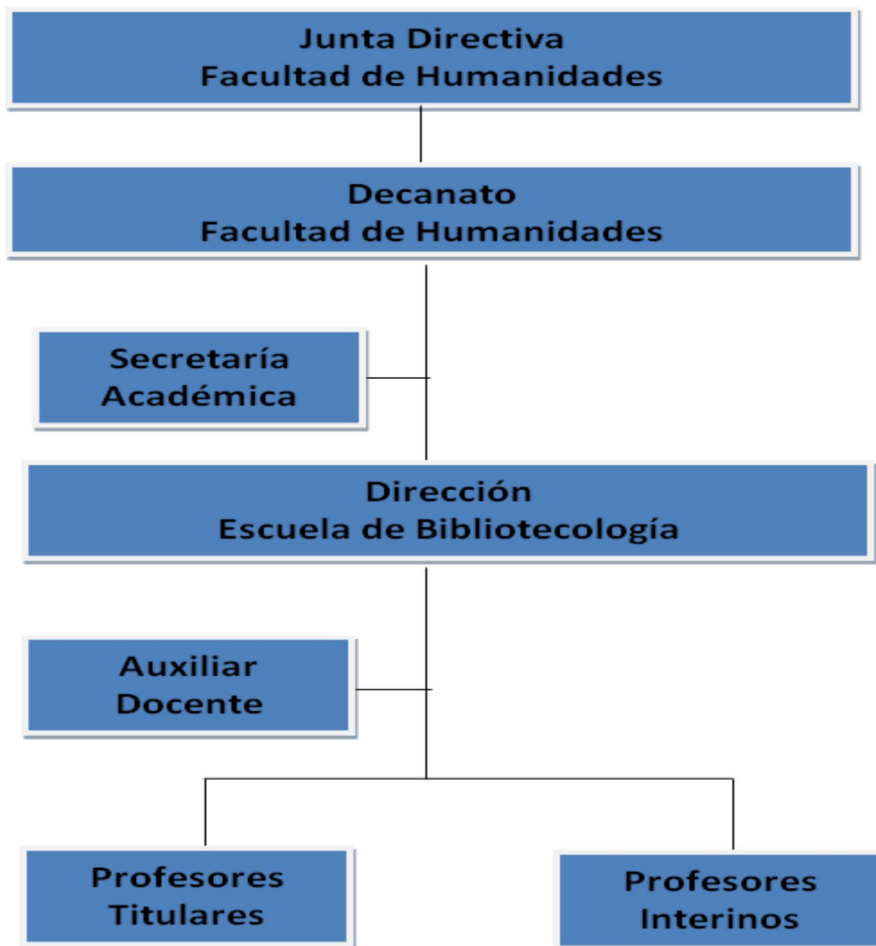 Junta Directiva
Facultad de Humanidades
Decanato
Facultad de Humanidades
Secretaría
Académica
Dirección
Escuela de Bibliotecología
Auxiliar
Docente
Profesores
Titulares
Profesores
Interinos